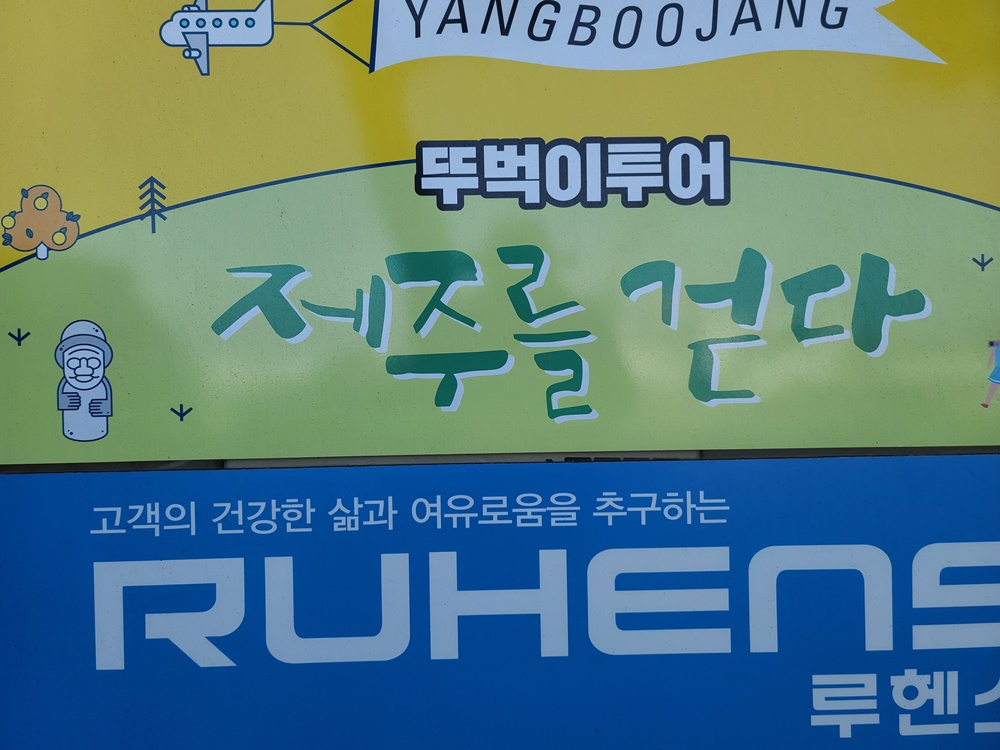 YANGBOOJANG
뚜벅이투어
제주를 걷다
고객의 건강한 삶과 여유로움을 추구하는
RUHENS
루헨스